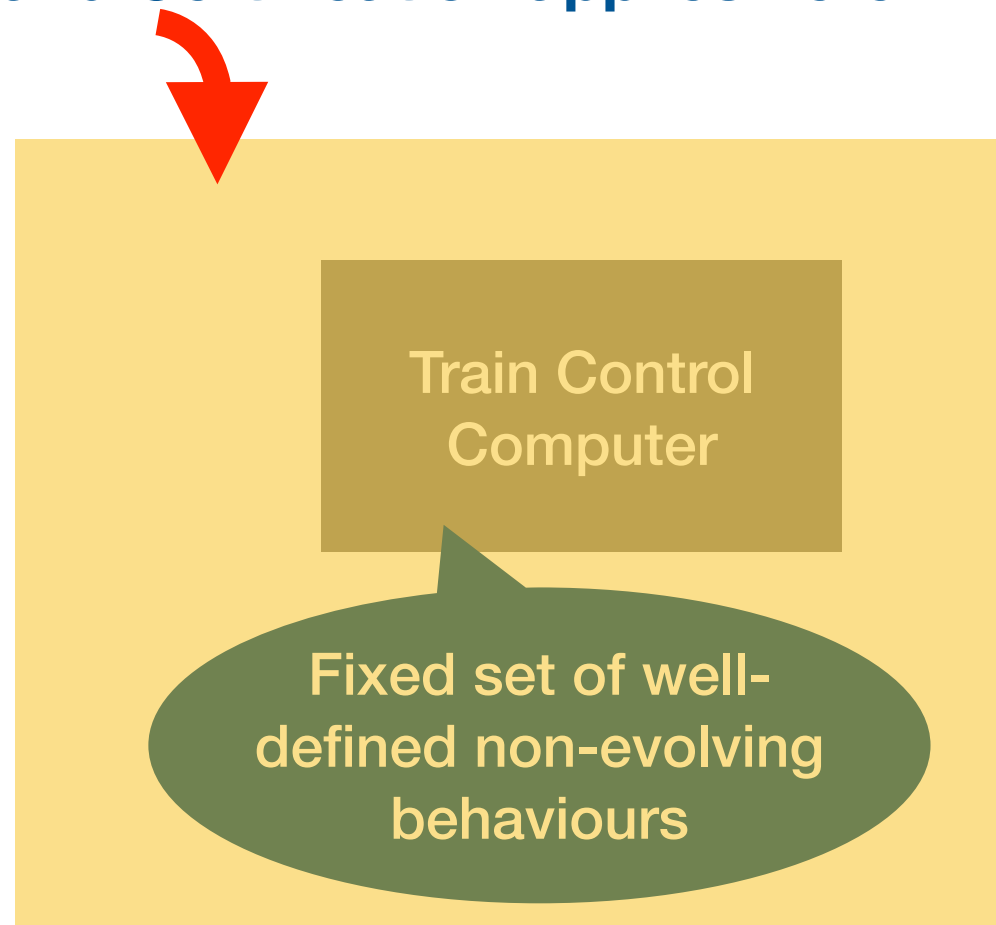 Train Control
Computer
Fixed set of well-
defined non-evolving
behaviours